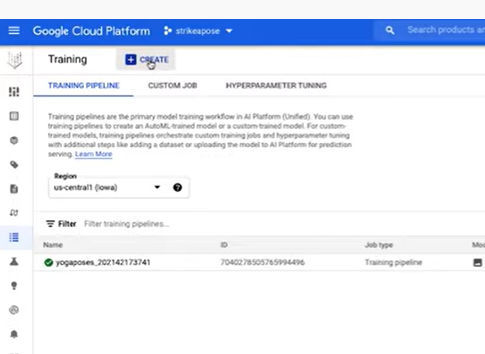 Google Cloud Platform
strikeapose
Search products a
Training
CREATE
TRAINING PIPELINE
CUSTOM JOB
HYPERPARAMETER TUNING
Training pipelines are the primary model training workflow in AI Platform (Unified). You can use
training pipelines to create an AutoML-trained model or a custom-trained model. For custom-
trained models, training pipelines orchestrate custom training jobs and hyperparameter tuning
with additional steps like adding a dataset or uploading the model to AI Platform for prediction
serving. Learn More
Region
us-central1 (Iowa)
Filter
Filter training pipelines...
Name
ID
Job type
Mo
yogaposes_202142173741
7040278505765994496
Training pipeline